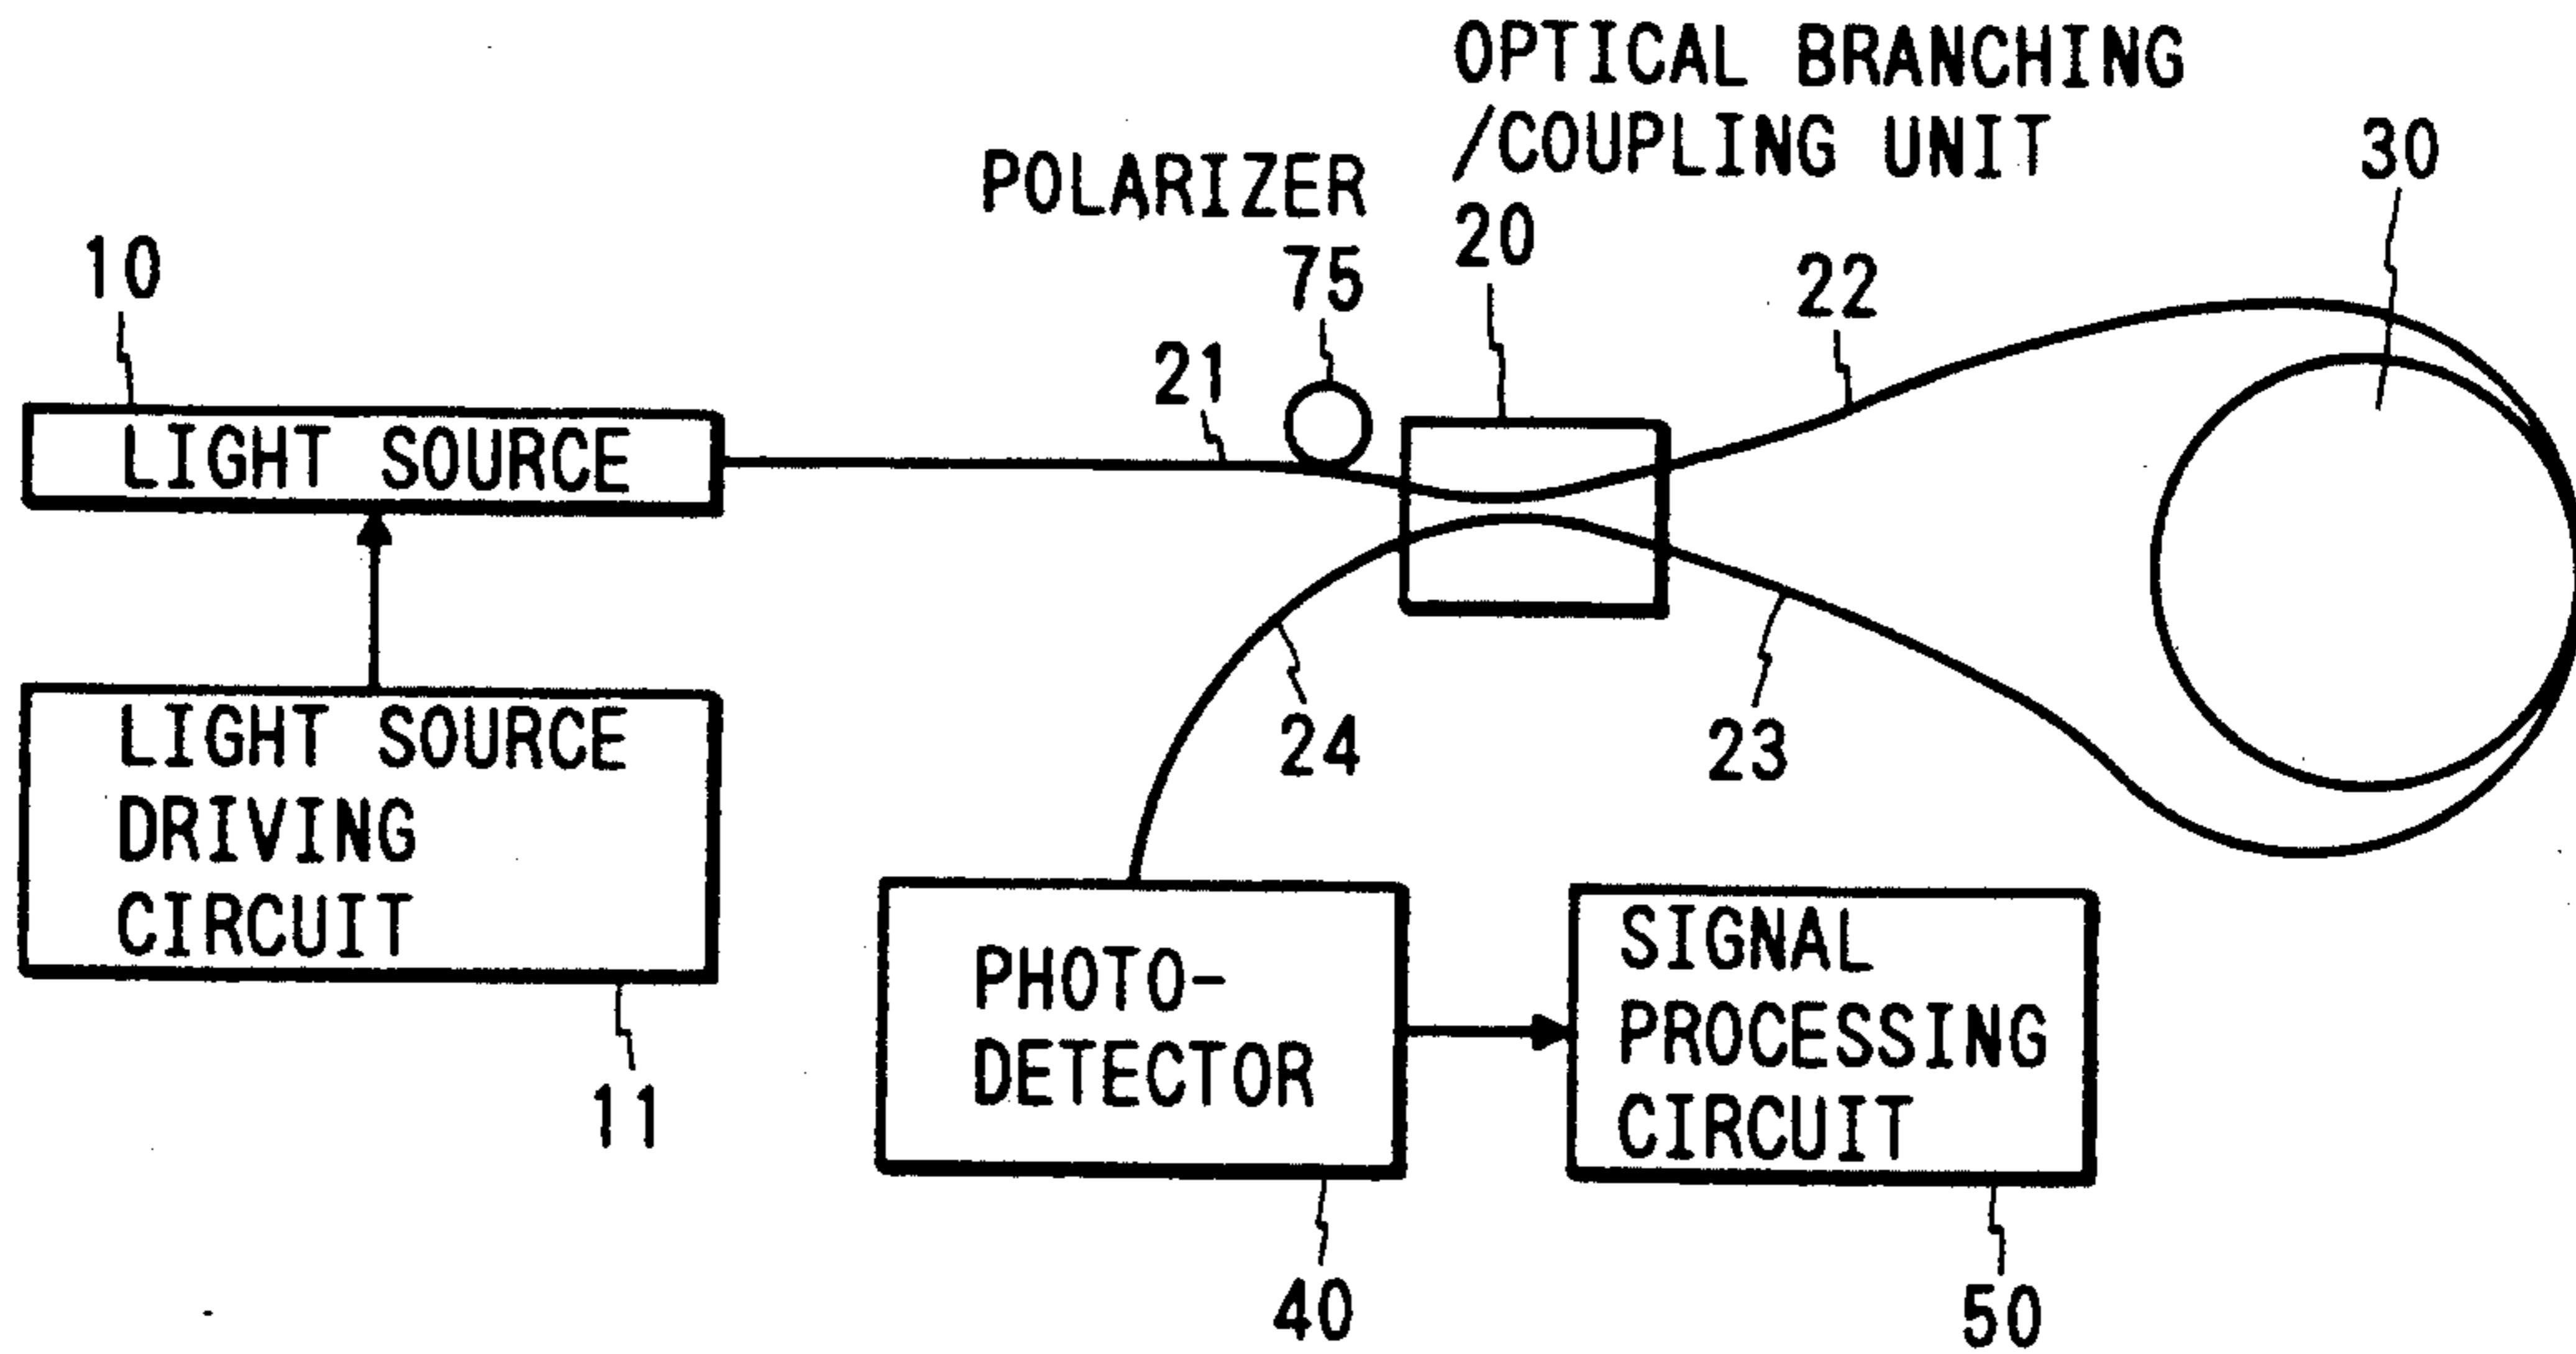 OPTICAL BRANCHING
/COUPLING UNIT
20
POLARIZER
75
30
10
22
21
LIGHT SOURCE
LIGHT SOURCE
DRIVING
CIRCUIT
24
23
11
PHOTO-
DETECTOR
SIGNAL
PROCESSING
CIRCUIT
40
50